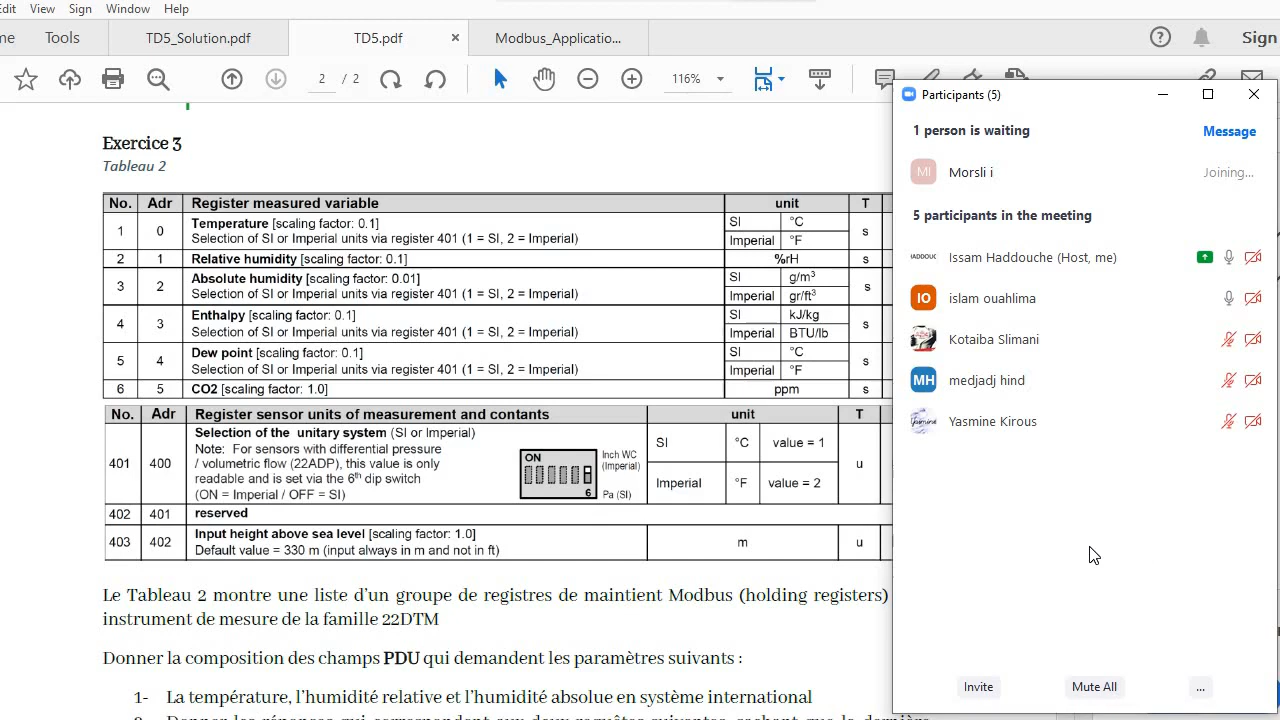 Edit View Sign Window Help
me Tools TD5_Solution.pdf TD5.pdf × Modbus_Applicatio... Sign
2 / 2 116%
Exercice 3
Tableau 2
No. Adr Register measured variable unit T
1 0 Temperature [scaling factor: 0.1] SI °C s
Selection of SI or Imperial units via register 401 (1 = SI, 2 = Imperial) Imperial °F
2 1 Relative humidity [scaling factor: 0.1] %rH s
3 2 Absolute humidity [scaling factor: 0.01] SI g/m³ s
Selection of SI or Imperial units via register 401 (1 = SI, 2 = Imperial) Imperial gr/ft³
4 3 Enthalpy [scaling factor: 0.1] SI kJ/kg s
Selection of SI or Imperial units via register 401 (1 = SI, 2 = Imperial) Imperial BTU/lb
5 4 Dew point [scaling factor: 0.1] SI °C s
Selection of SI or Imperial units via register 401 (1 = SI, 2 = Imperial) Imperial °F
6 5 CO2 [scaling factor: 1.0] ppm s
No. Adr Register sensor units of measurement and contants unit T
401 400 Selection of the unitary system (SI or Imperial) SI °C value = 1 u
Note: For sensors with differential pressure ON Inch WC
/ volumetric flow (22ADP), this value is only (Imperial)
readable and is set via the 6th dip switch Imperial °F value = 2
(ON = Imperial / OFF = SI) 6 Pa (SI)
402 401 reserved
403 402 Input height above sea level [scaling factor: 1.0] m u
Default value = 330 m (input always in m and not in ft)
Le Tableau 2 montre une liste d'un groupe de registres de maintient Modbus (holding registers)
instrument de mesure de la famille 22DTM
Donner la composition des champs PDU qui demandent les paramètres suivants :
1- La température, l'humidité relative et l'humidité absolue en système international
Participants (5)
1 person is waiting Message
MI Morsli i Joining...
5 participants in the meeting
Issam Haddouche (Host, me)
IO islam ouahlima
Kotaiba Slimani
MH medjadj hind
Yasmine Kirous
Invite Mute All ...